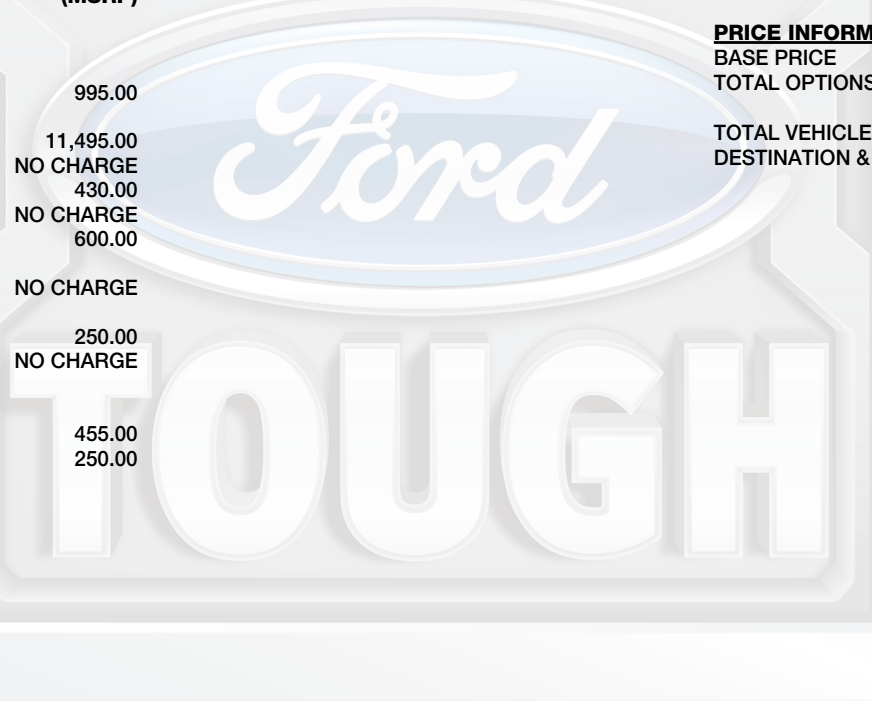 (MSRP)
995.00
11,495.00
NO CHARGE
430.00
NO CHARGE
600.00
NO CHARGE
250.00
NO CHARGE
455.00
250.00
PRICE INFORM
BASE PRICE
TOTAL OPTIONS
TOTAL VEHICLE
DESTINATION &
Ford
TOUGH